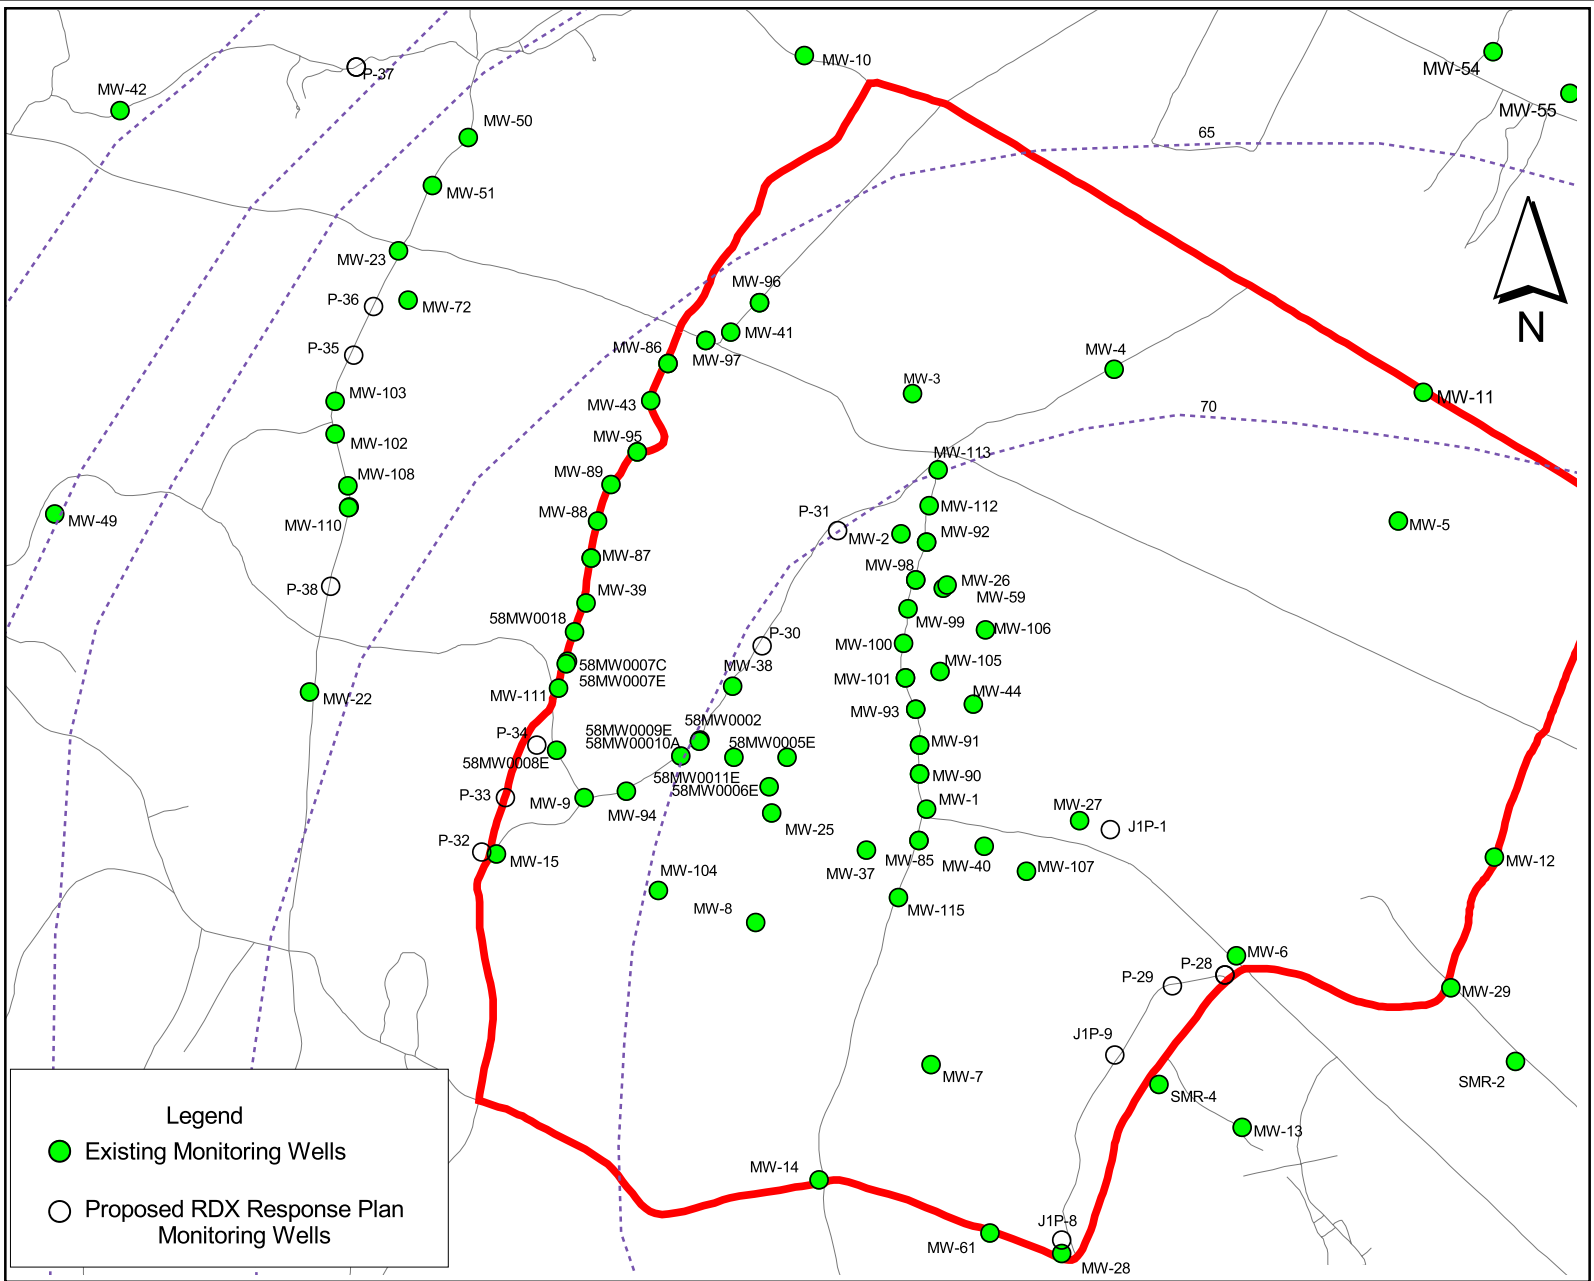 MW-10
MW-54
P-37
MW-42
MW-55
MW-50
65
MW-51
MW-23
MW-96
P-36
MW-72
N
MW-41
P-35
MW-86
MW-97
MW-4
MW-3
MW-103
MW-11
MW-43
70
MW-95
MW-102
MW-113
MW-89
MW-108
MW-112
P-31
MW-88
MW-49
MW-110
MW-5
MW-2
MW-92
MW-87
MW-98
MW-26
P-38
MW-39
MW-59
58MW0018
MW-99
P-30
MW-106
MW-100
58MW0007C
MW-38
MW-105
58MW0007E
MW-101
MW-111
MW-44
MW-22
MW-93
58MW0002
P-34
58MW0009E
58MW00010A
58MW0005E
MW-91
58MW0008E
58MW0011E
MW-90
58MW0006E
P-33
MW-9
MW-1
MW-27
MW-94
MW-25
J1P-1
P-32
MW-15
MW-85
MW-40
MW-12
MW-104
MW-37
MW-107
MW-8
MW-115
MW-6
P-28
P-29
MW-29
J1P-9
MW-7
SMR-2
SMR-4
Legend
MW-13
Existing Monitoring Wells
MW-14
Proposed RDX Response Plan
Monitoring Wells
J1P-8
MW-61
MW-28